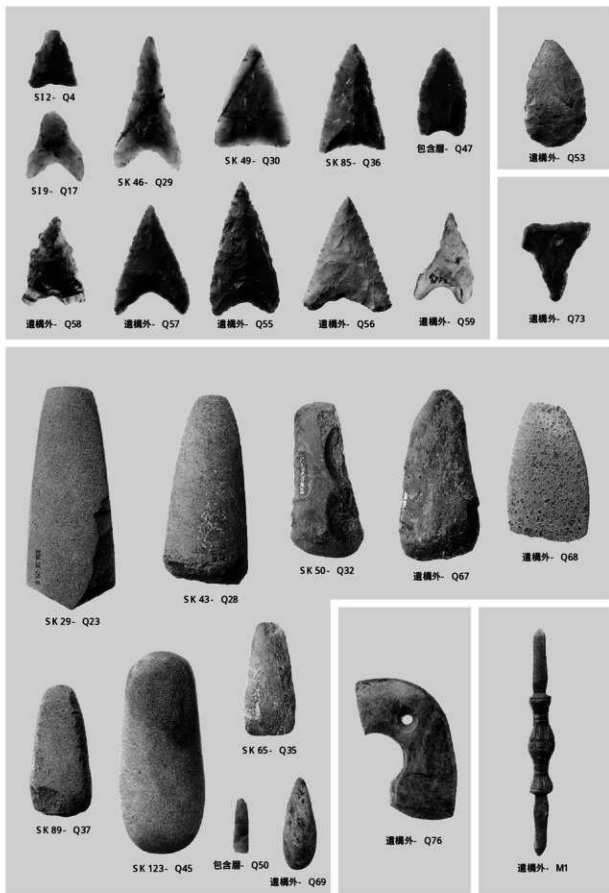 SI2- Q4
SI9- Q17
SK 46- Q29
SK 49- Q30
SK 85- Q36
包含層- Q47
遺構外- Q53
遺構外- Q58
遺構外- Q57
遺構外- Q55
遺構外- Q56
遺構外- Q59
遺構外- Q73
SK 29- Q23
SK 43- Q28
SK 50- Q32
遺構外- Q67
遺構外- Q68
SK 89- Q37
SK 123- Q45
SK 65- Q35
包含層- Q50
遺構外- Q69
遺構外- Q76
遺構外- M1